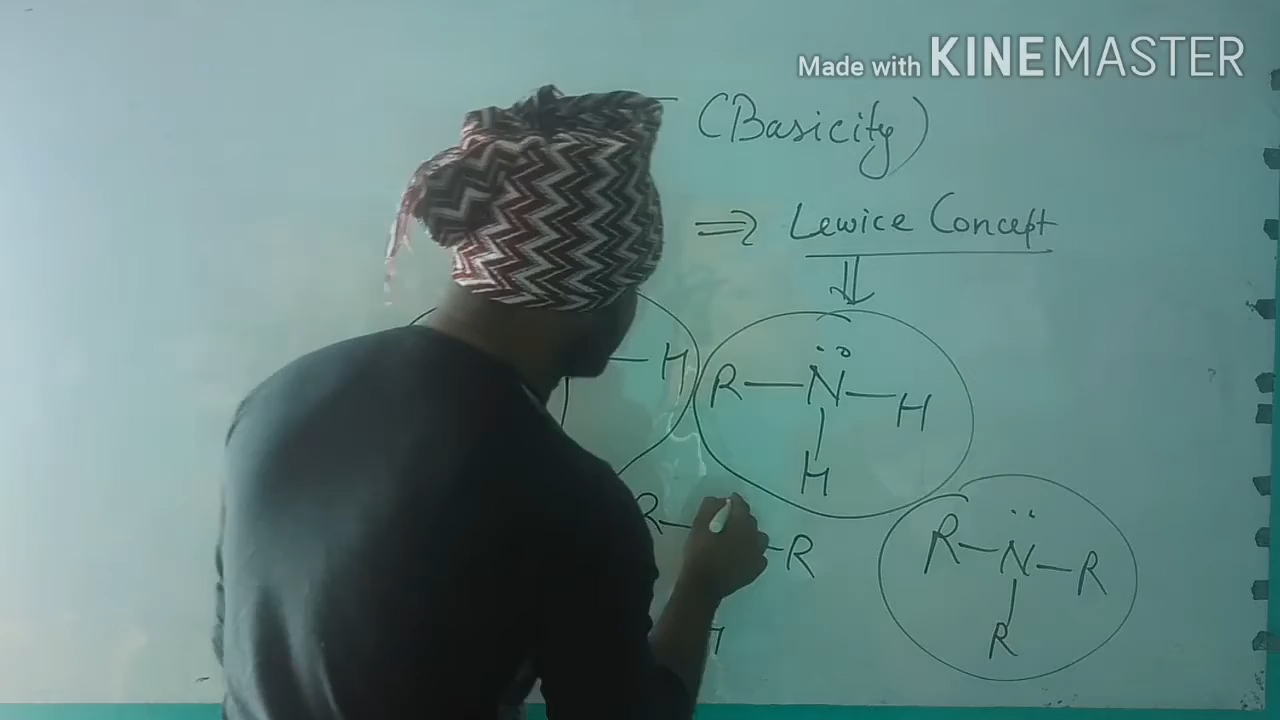 Made with KINEMASTER
(Basicity)
⇒ Lewice Concept
⇓
— H
R — N̈ — H
|
H
R —
— R
R — N̈ — R
|
R